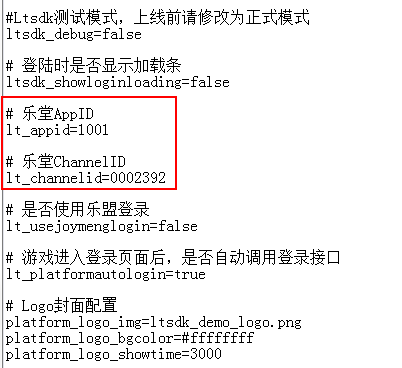 #Ltsdk测试模式，上线前请修改为正式模式
ltsdk_debug=false
# 登陆时是否显示加载条
ltsdk_showloginloading=false
# 乐堂AppID
lt_appid=1001
# 乐堂ChannelID
lt_channelid=0002392
# 是否使用乐盟登录
lt_usejoymenglogin=false
# 游戏进入登录页面后，是否自动调用登录接口
lt_platformautologin=true
# Logo封面配置
platform_logo_img=ltsdk_demo_logo.png
platform_logo_bgcolor=#ffffffff
platform_logo_showtime=3000